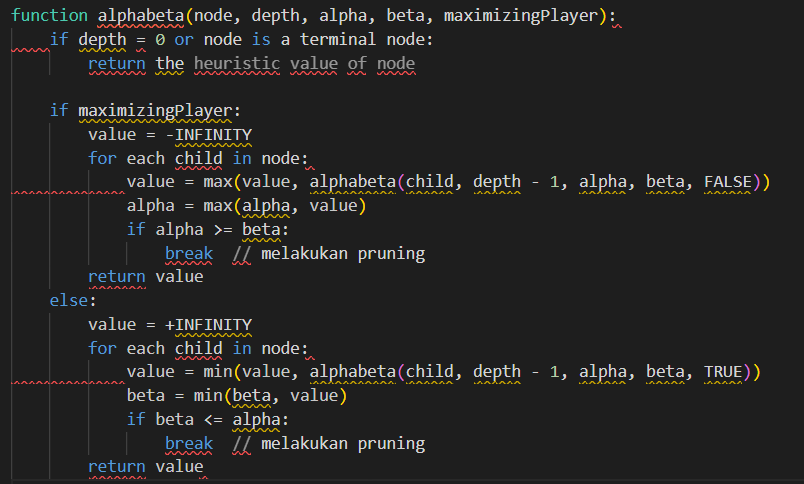 function alphabeta(node, depth, alpha, beta, maximizingPlayer):
    if depth = 0 or node is a terminal node:
        return the heuristic value of node

    if maximizingPlayer:
        value = -INFINITY
        for each child in node:
            value = max(value, alphabeta(child, depth - 1, alpha, beta, FALSE))
            alpha = max(alpha, value)
            if alpha >= beta:
                break  // melakukan pruning
        return value
    else:
        value = +INFINITY
        for each child in node:
            value = min(value, alphabeta(child, depth - 1, alpha, beta, TRUE))
            beta = min(beta, value)
            if beta <= alpha:
                break  // melakukan pruning
        return value